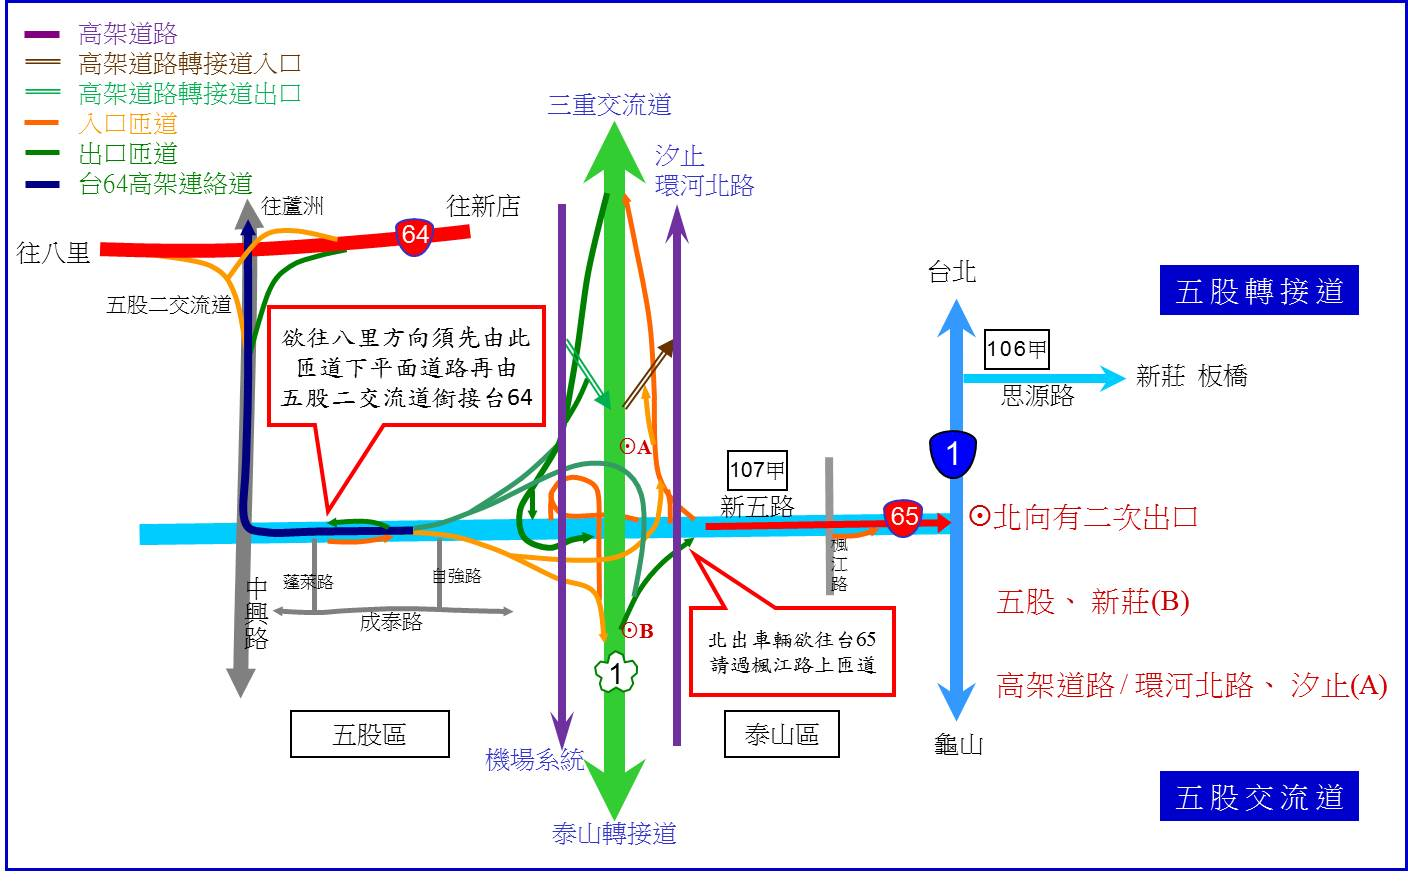 高架道路
高架道路轉接道入口
高架道路轉接道出口
入口匝道
出口匝道
台64高架連絡道
三重交流道
汐止
環河北路
往蘆洲
往新店
64
往八里
五股二交流道
欲往八里方向須先由此
匝道下平面道路再由
五股二交流道銜接台64
台北
五股轉接道
106甲
新莊 板橋
思源路
1
⊙A
107甲
新五路
65
⊙北向有二次出口
楓江路
蓬萊路
自強路
中興路
成泰路
五股、新莊(B)
⊙B
北出車輛欲往台65
請過楓江路上匝道
1
高架道路/環河北路、汐止(A)
五股區
泰山區
龜山
機場系統
五股交流道
泰山轉接道